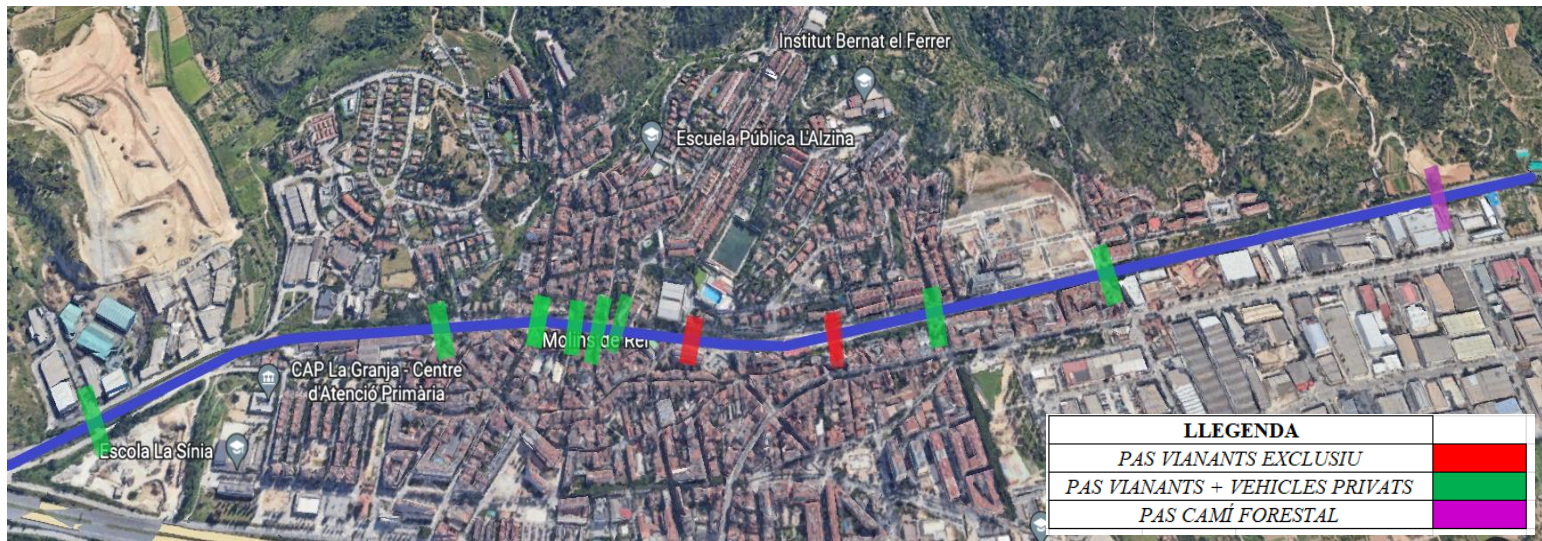 Institut Bernat el Ferrer
Escuela Pública L'Alzina
Molins de Rei
CAP La Granja - Centre
d'Atenció Primària
Escola La Sínia
LLEGENDA
PAS VIANANTS EXCLUSIU
PAS VIANANTS + VEHICLES PRIVATS
PAS CAMÍ FORESTAL